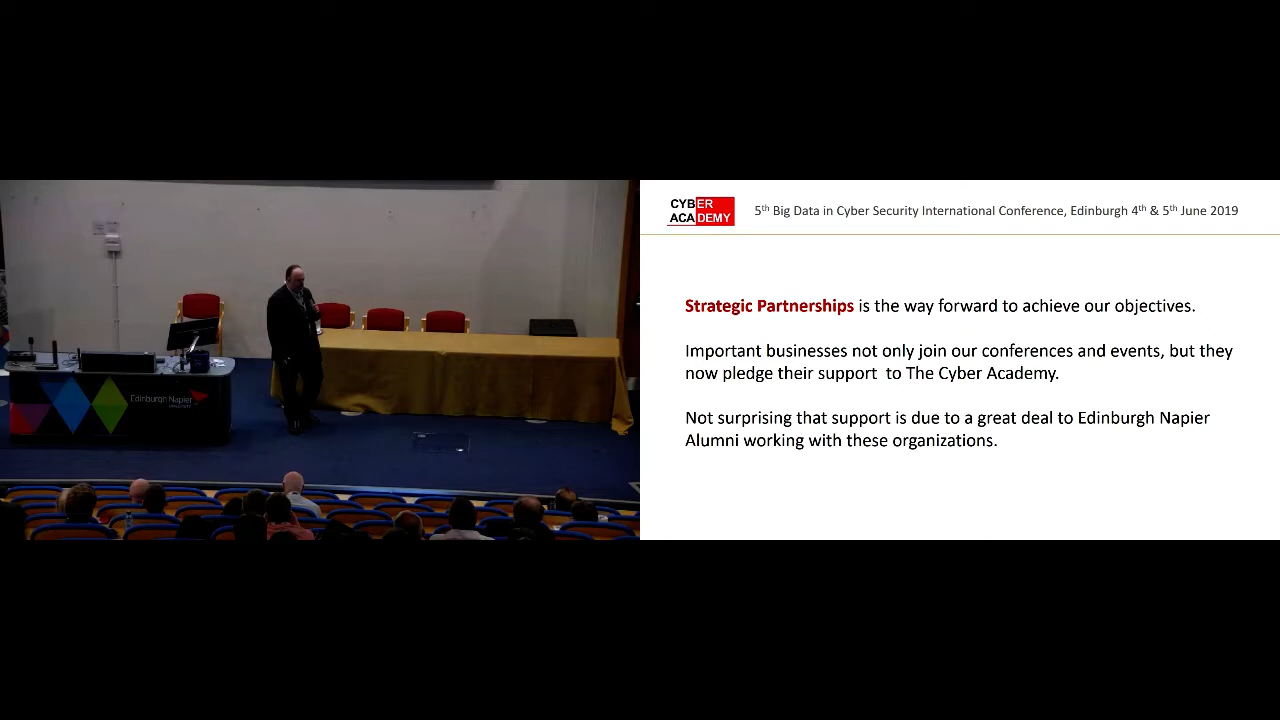 Edinburgh Napier
UNIVERSITY
CYBER
ACADEMY
5th Big Data in Cyber Security International Conference, Edinburgh 4th & 5th June 2019
Strategic Partnerships is the way forward to achieve our objectives.
Important businesses not only join our conferences and events, but they
now pledge their support  to The Cyber Academy.
Not surprising that support is due to a great deal to Edinburgh Napier
Alumni working with these organizations.